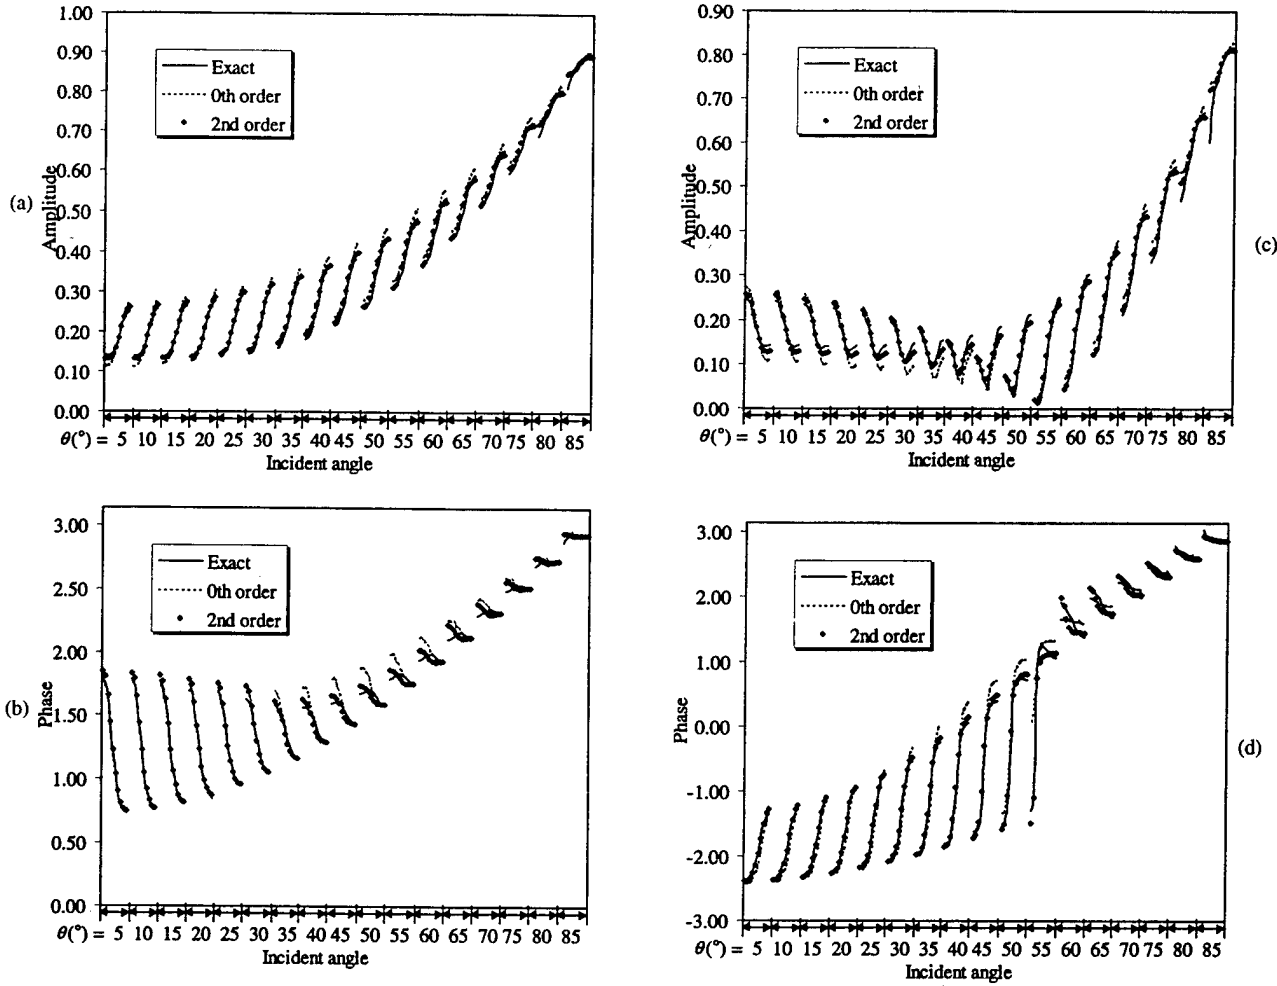 (a)
Amplitude
1.00
0.90
0.80
0.70
0.60
0.50
0.40
0.30
0.20
0.10
0.00
Exact
0th order
2nd order
θ(°) = 5 10 15 20 25 30 35 40 45 50 55 60 65 70 75 80 85
Incident angle
(c)
Amplitude
0.90
0.80
0.70
0.60
0.50
0.40
0.30
0.20
0.10
0.00
Exact
0th order
2nd order
θ(°) = 5 10 15 20 25 30 35 40 45 50 55 60 65 70 75 80 85
Incident angle
(b)
Phase
3.00
2.50
2.00
1.50
1.00
0.50
0.00
Exact
0th order
2nd order
θ(°) = 5 10 15 20 25 30 35 40 45 50 55 60 65 70 75 80 85
Incident angle
(d)
Phase
3.00
2.00
1.00
0.00
-1.00
-2.00
-3.00
Exact
0th order
2nd order
θ(°) = 5 10 15 20 25 30 35 40 45 50 55 60 65 70 75 80 85
Incident angle